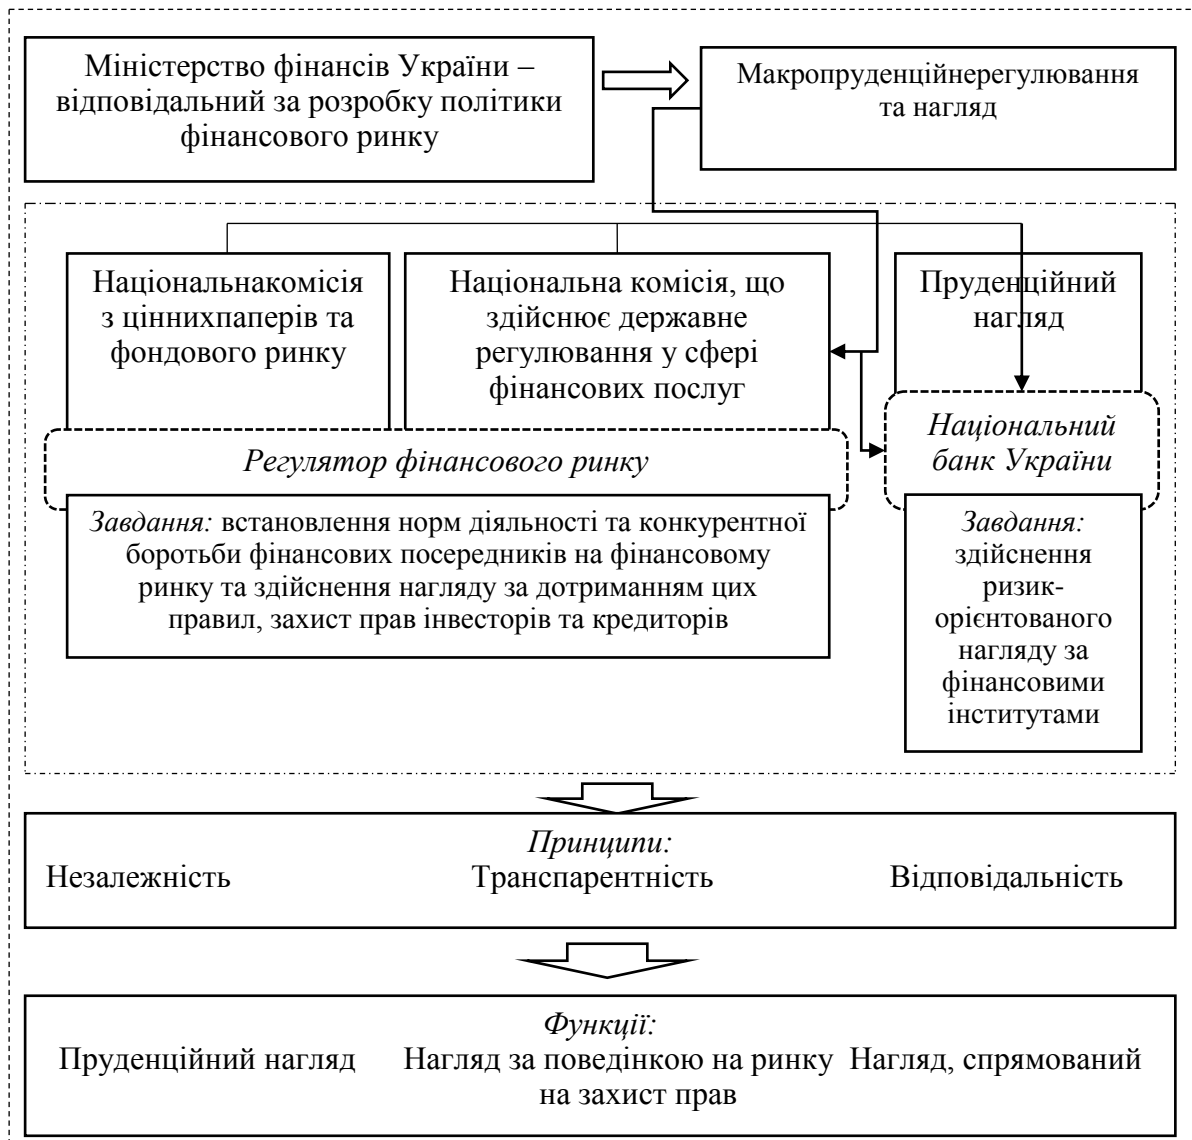 Міністерство фінансів України –
відповідальний за розробку політики
фінансового ринку
Макропруденційнерегулювання
та нагляд
Національнакомісія
з ціннихпаперів та
фондового ринку
Національна комісія, що
здійснює державне
регулювання у сфері
фінансових послуг
Пруденційний
нагляд
Регулятор фінансового ринку
Національний
банк України
Завдання: встановлення норм діяльності та конкурентної
боротьби фінансових посередників на фінансовому
ринку та здійснення нагляду за дотриманням цих
правил, захист прав інвесторів та кредиторів
Завдання:
здійснення
ризик-
орієнтованого
нагляду за
фінансовими
інститутами
Принципи:
Незалежність Транспарентність Відповідальність
Функції:
Пруденційний нагляд Нагляд за поведінкою на ринку Нагляд, спрямований
на захист прав